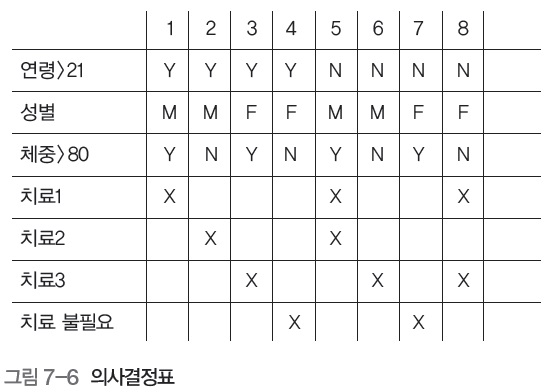 1 2 3 4 5 6 7 8
연령>21 Y Y Y Y N N N N
성별 M M F F M M F F
체중>80 Y N Y N Y N Y N
치료1 X X X
치료2 X X
치료3 X X X
치료 불필요 X X
그림 7-6 의사결정표